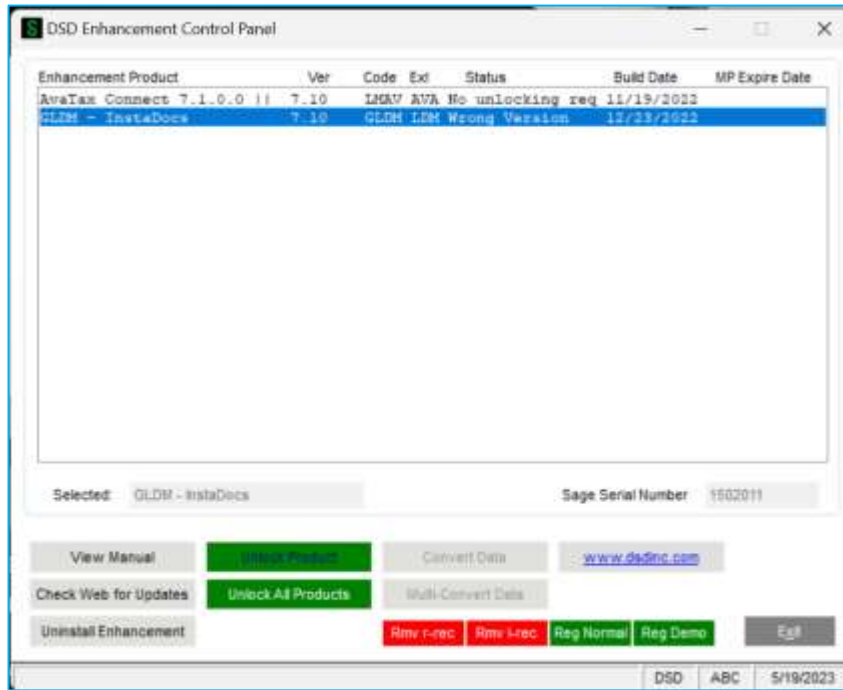 DSD Enhancement Control Panel
Enhancement Product Ver Code Ext Status Build Date MP Expire Date
AvaTax Connect 7.1.0.0 || 7.10 LMAV AVA No unlocking req 11/19/2022
GLDM - InstaDocs 7.10 GLDM LDM Wrong Version 12/23/2022
Selected: GLDM - InstaDocs Sage Serial Number 1502011
View Manual Unlock Product Convert Data www.dsdinc.com
Check Web for Updates Unlock All Products Multi-Convert Data
Uninstall Enhancement Rmv r-rec Rmv l-rec Reg Normal Reg Demo Exit
DSD ABC 5/19/2023